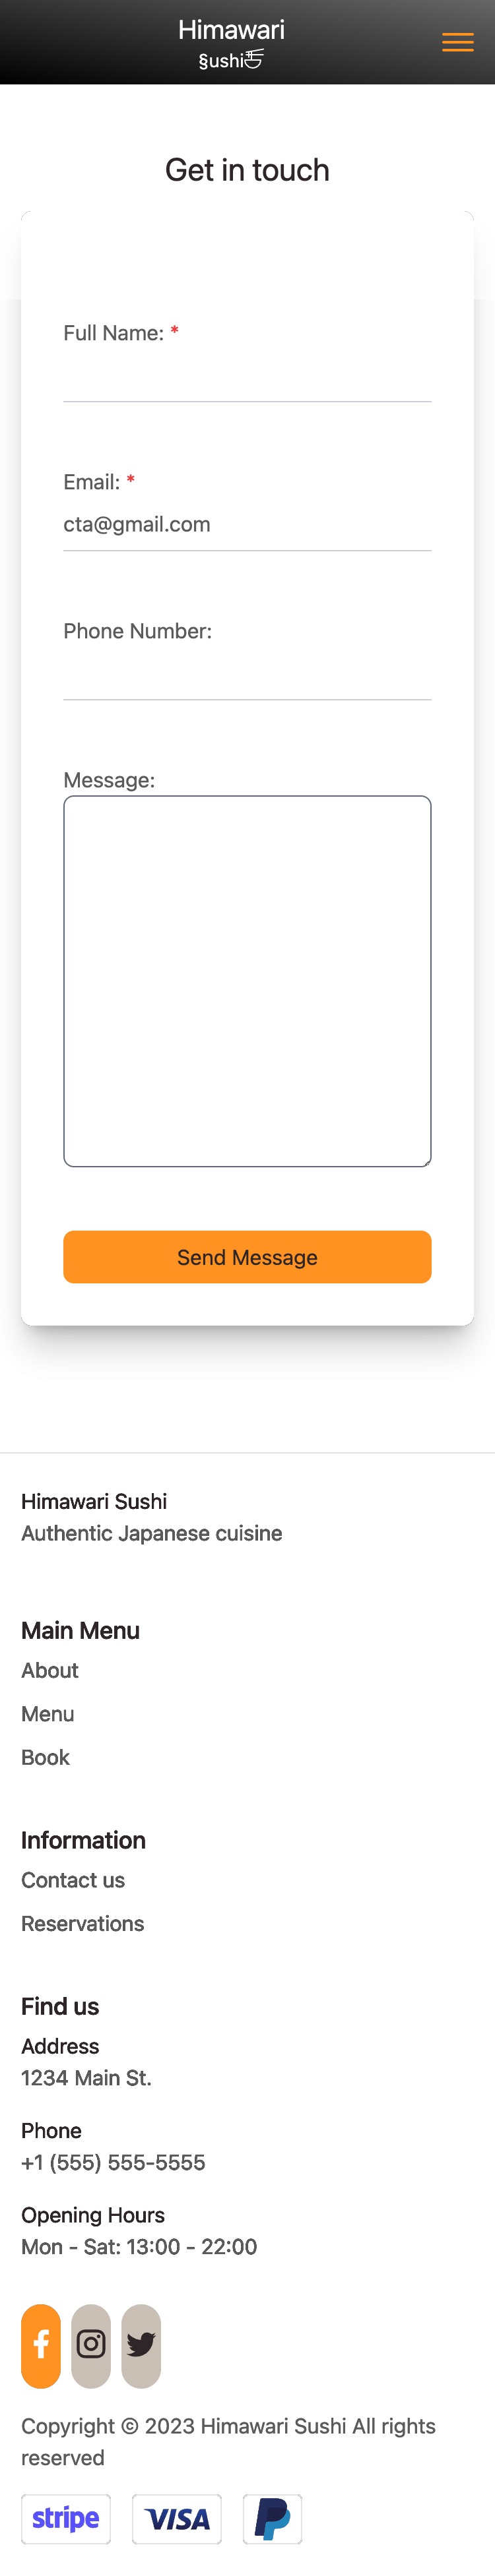 Himawari
§ushi
Get in touch
Full Name: *
Email: *
cta@gmail.com
Phone Number:
Message:
Send Message
Himawari Sushi
Authentic Japanese cuisine
Main Menu
About
Menu
Book
Information
Contact us
Reservations
Find us
Address
1234 Main St.
Phone
+1 (555) 555-5555
Opening Hours
Mon - Sat: 13:00 - 22:00
Copyright © 2023 Himawari Sushi All rights
reserved
stripe VISA